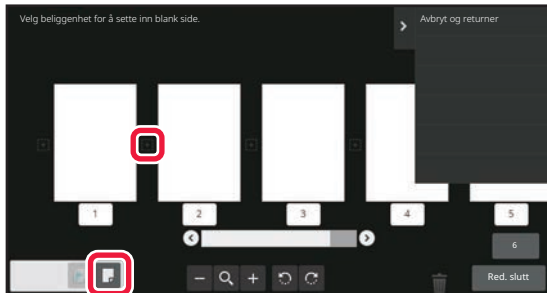 Velg beliggenhet for å sette inn blank side.
Avbryt og returner
1
2
3
4
5
6
Red. slutt